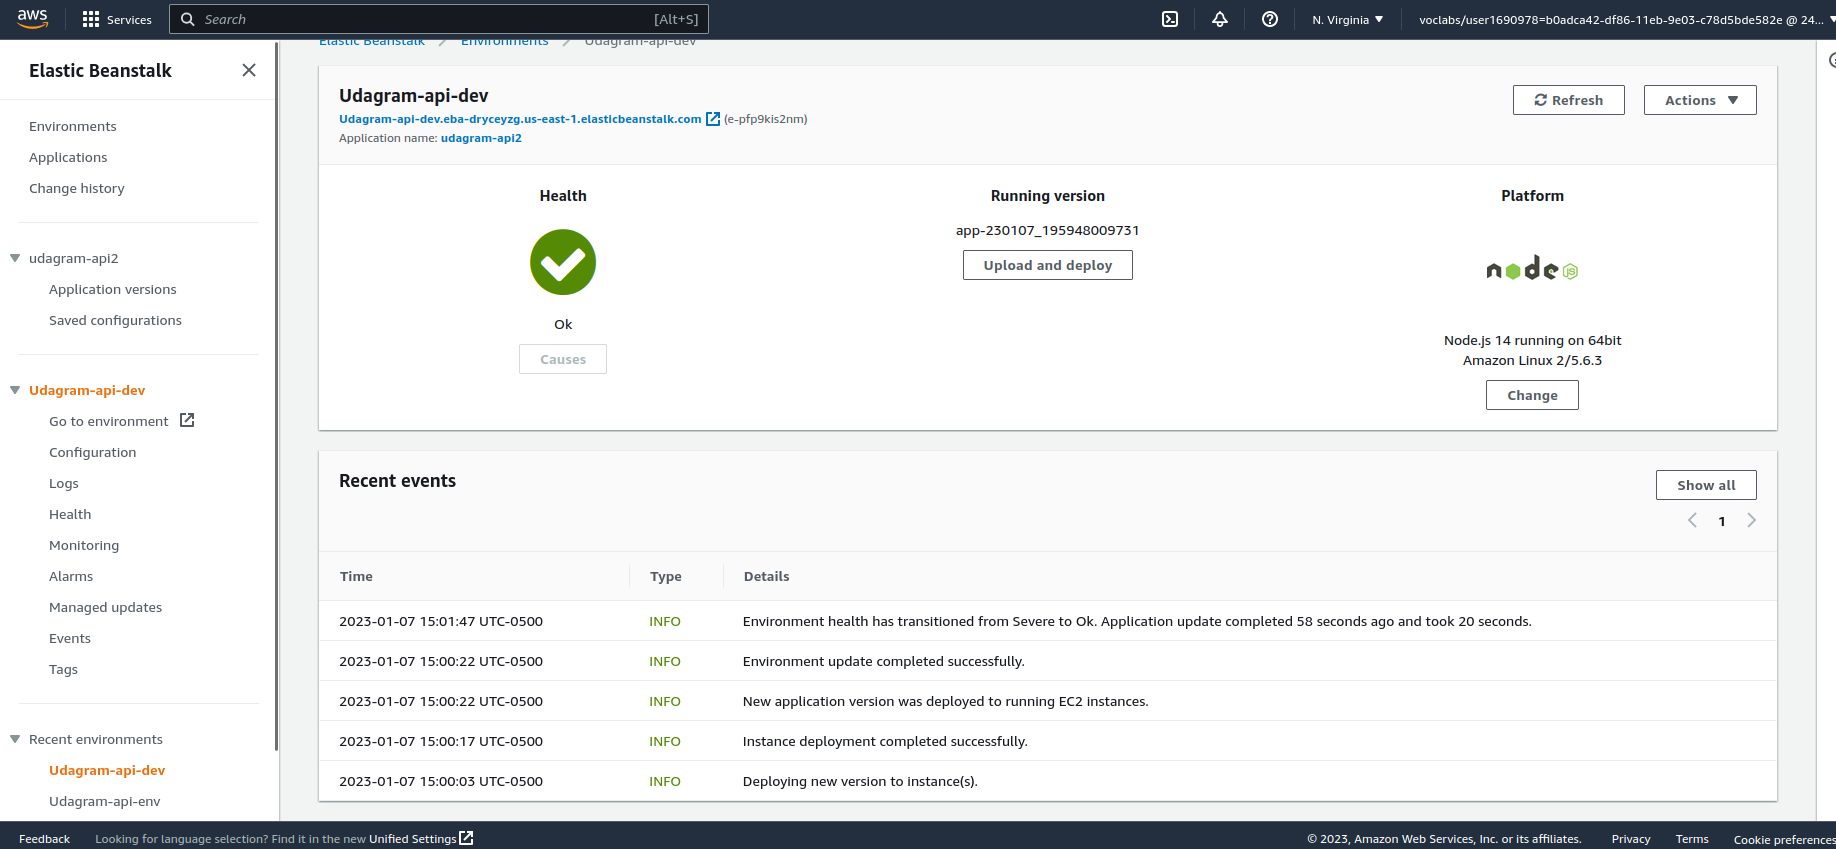 aws
Services
Search
[Alt+S]
N. Virginia
voclabs/user1690978=b0adca42-df86-11eb-9e03-c78d5bde582e @ 24...
Elastic Beanstalk
Environments
Applications
Change history
udagram-api2
Application versions
Saved configurations
Udagram-api-dev
Go to environment
Configuration
Logs
Health
Monitoring
Alarms
Managed updates
Events
Tags
Recent environments
Udagram-api-dev
Udagram-api-env
Elastic Beanstalk / Environments / Udagram-api-dev
Udagram-api-dev
Udagram-api-dev.eba-dryceyzg.us-east-1.elasticbeanstalk.com (e-pfp9kis2nm)
Application name: udagram-api2
Refresh
Actions
Health
Ok
Causes
Running version
app-230107_195948009731
Upload and deploy
Platform
node JS
Node.js 14 running on 64bit
Amazon Linux 2/5.6.3
Change
Recent events
Show all
1
Time Type Details
2023-01-07 15:01:47 UTC-0500 INFO Environment health has transitioned from Severe to Ok. Application update completed 58 seconds ago and took 20 seconds.
2023-01-07 15:00:22 UTC-0500 INFO Environment update completed successfully.
2023-01-07 15:00:22 UTC-0500 INFO New application version was deployed to running EC2 instances.
2023-01-07 15:00:17 UTC-0500 INFO Instance deployment completed successfully.
2023-01-07 15:00:03 UTC-0500 INFO Deploying new version to instance(s).
Feedback
Looking for language selection? Find it in the new Unified Settings
© 2023, Amazon Web Services, Inc. or its affiliates.
Privacy
Terms
Cookie preferences